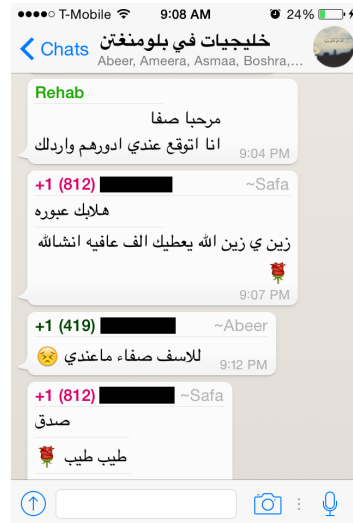 T-Mobile 9:08 AM 24%
Chats
خليجيات في بلومنغتن
Abeer, Ameera, Asmaa, Boshra,...
Rehab
مرحبا صفا
انا اتوقع عندي ادورهم واردلك
9:04 PM
+1 (812) ~Safa
هلابك عبوره
زين ي زين الله يعطيك الف عافيه انشالله
🌹
9:07 PM
+1 (419) ~Abeer
للاسف صفاء ماعندي 😣
9:12 PM
+1 (812) ~Safa
صدق
طيب طيب 🌹